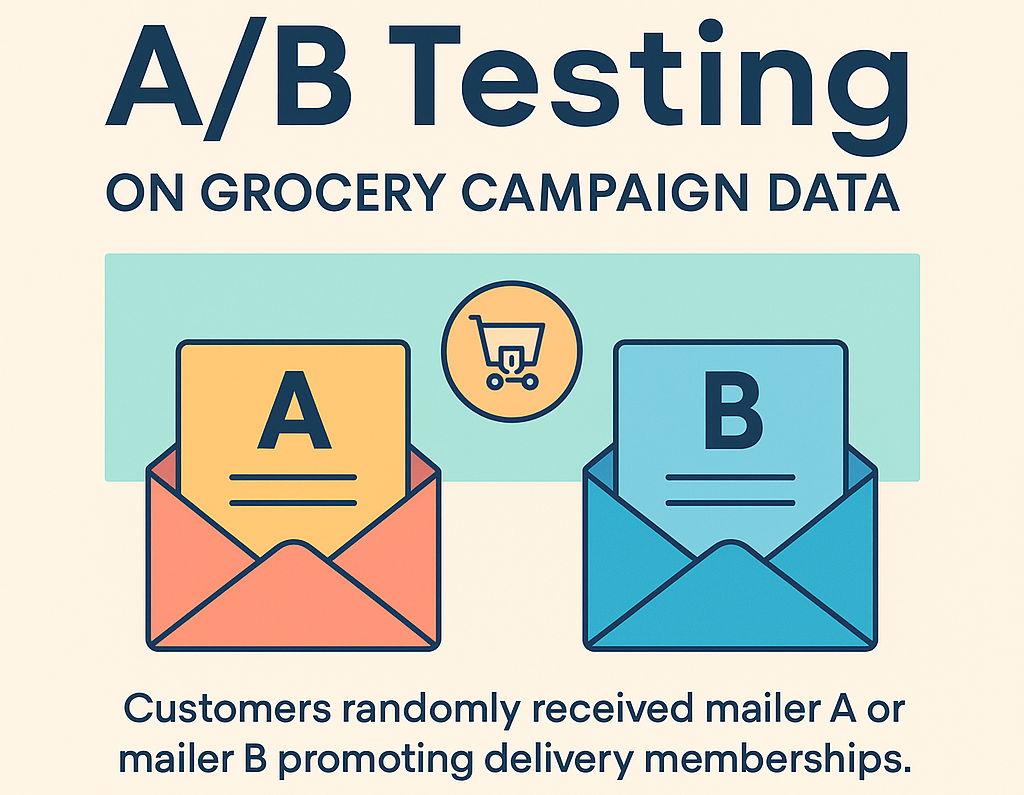 A/B Testing
ON GROCERY CAMPAIGN DATA
A
B
Customers randomly received mailer A or
mailer B promoting delivery memberships.